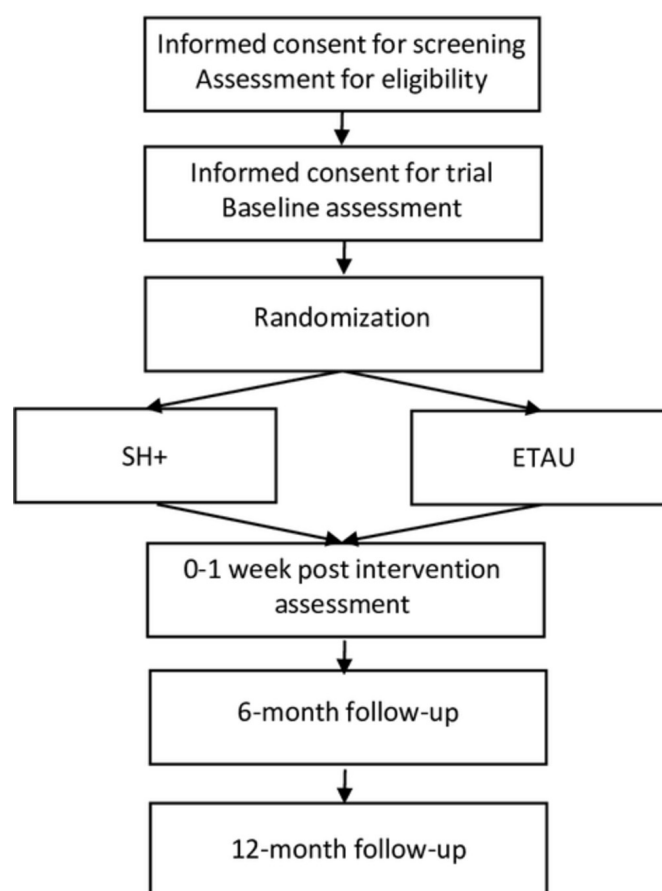 Informed consent for screening
Assessment for eligibility
Informed consent for trial
Baseline assessment
Randomization
SH+
ETAU
0-1 week post intervention
assessment
6-month follow-up
12-month follow-up